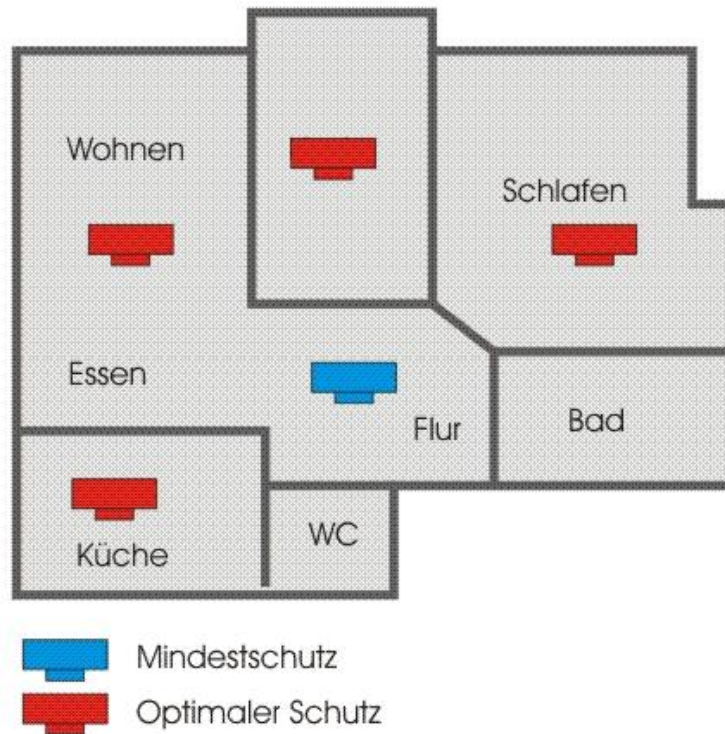 Wohnen
Schlafen
Essen
Flur
Bad
Küche
WC
Mindestschutz
Optimaler Schutz